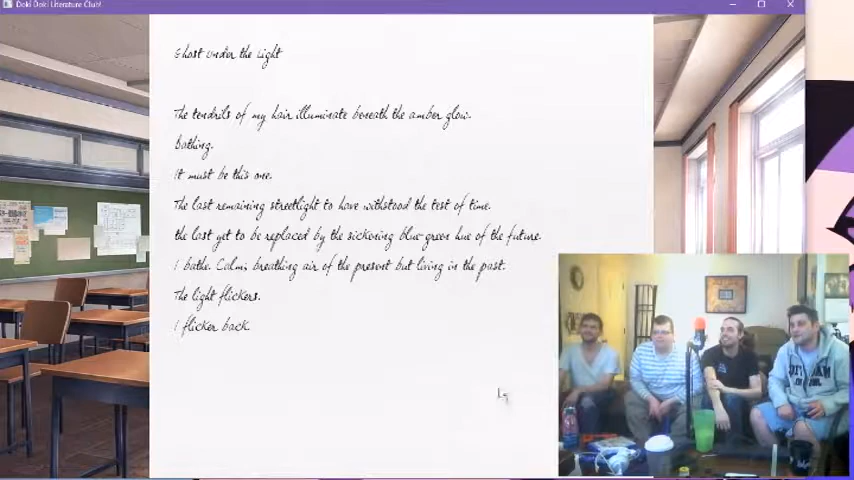 Doki Doki Literature Club!
Ghost Under the Light
The tendrils of my hair illuminate beneath the amber glow.
Bathing.
It must be this one.
The last remaining streetlight to have withstood the test of time.
the last yet to be replaced by the sickening blue-green hue of the future.
I bathe. Calm; breathing air of the present but living in the past.
The light flickers.
I flicker back.